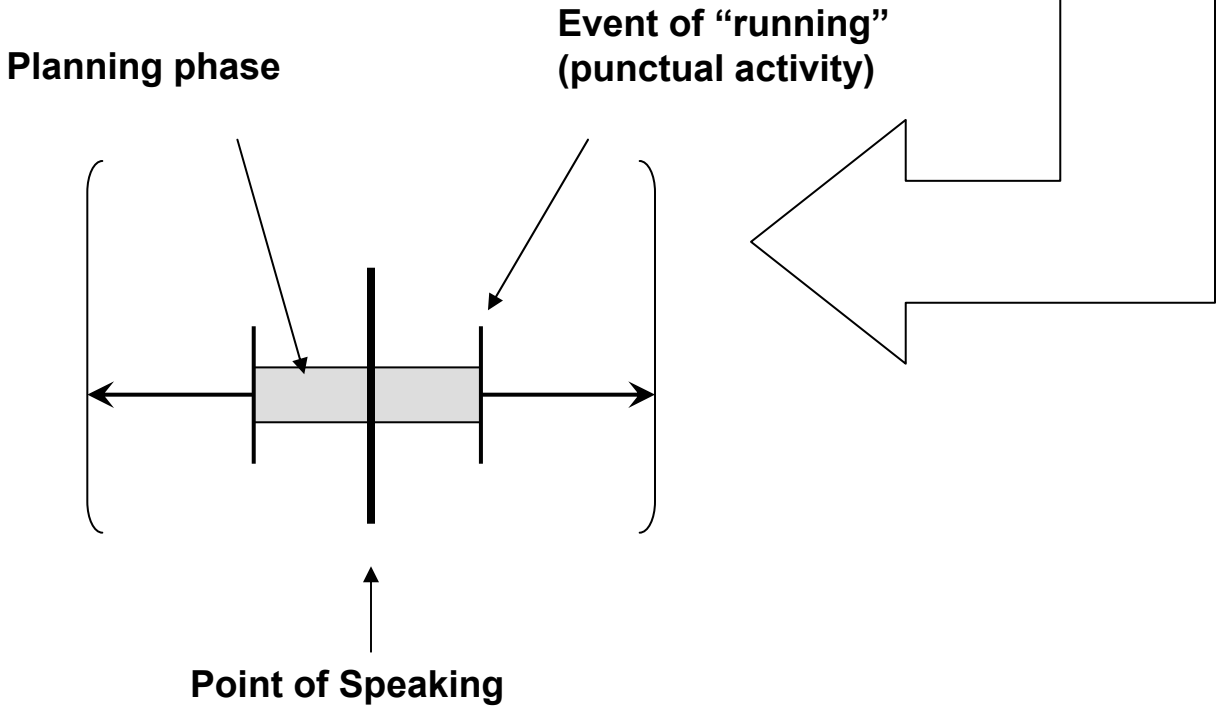 Event of “running”
(punctual activity)
Planning phase
Point of Speaking